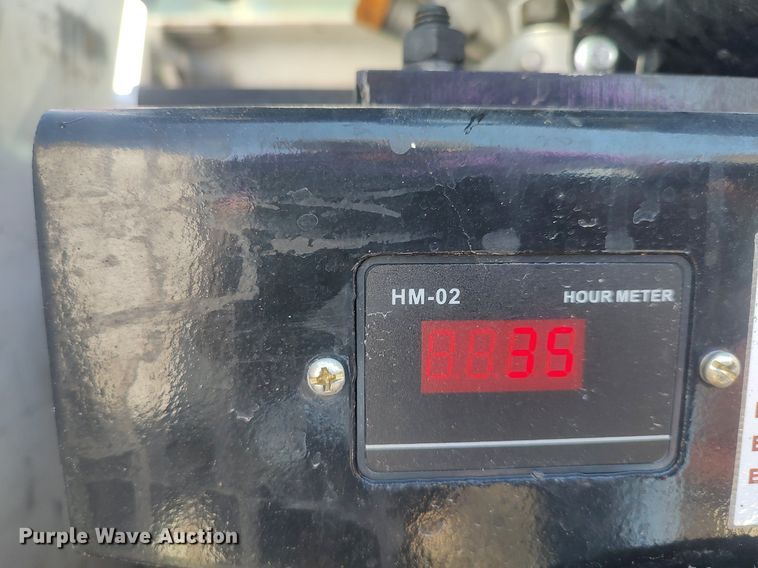 HM-02
HOUR METER
35
Purple Wave Auction